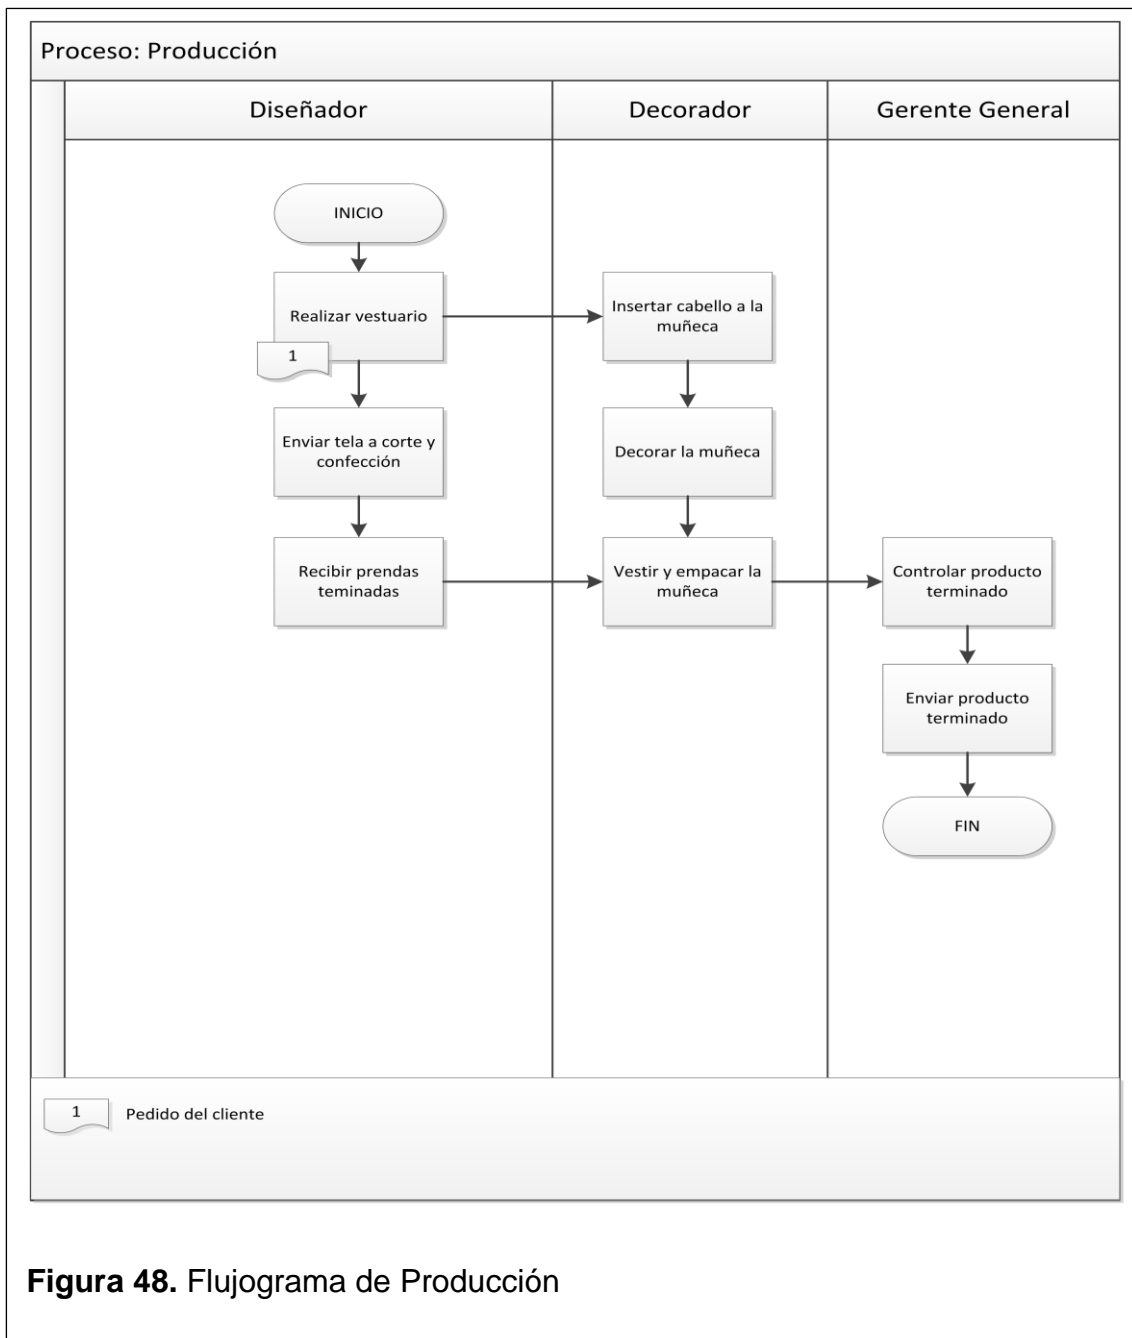 Proceso: Producción
Diseñador
Decorador
Gerente General
INICIO
Realizar vestuario
1
Insertar cabello a la
muñeca
Enviar tela a corte y
confección
Decorar la muñeca
Recibir prendas
teminadas
Vestir y empacar la
muñeca
Controlar producto
terminado
Enviar producto
terminado
FIN
1
Pedido del cliente
Figura 48. Flujograma de Producción